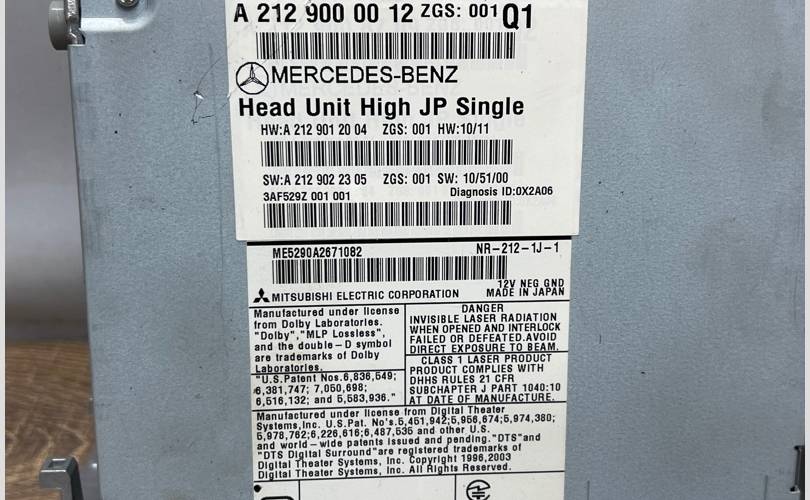 A 212 900 00 12 ZGS: 001 Q1
MERCEDES-BENZ
Head Unit High JP Single
HW:A 212 901 20 04 ZGS: 001 HW:10/11
SW:A 212 902 23 05 ZGS: 001 SW: 10/51/00
3AF529Z 001 001 Diagnosis ID:0X2A06
ME5290A2671082 NR-212-1J-1
12V NEG GND
MITSUBISHI ELECTRIC CORPORATION MADE IN JAPAN
Manufactured under license
from Dolby Laboratories.
"Dolby","MLP Lossless",
and the double-D symbol
are trademarks of Dolby
Laboratories.
"U.S.Patent Nos.6,836,549;
6,381,747; 7,050,698;
6,516,132; and 5,583,936."
DANGER
INVISIBLE LASER RADIATION
WHEN OPENED AND INTERLOCK
FAILED OR DEFEATED.AVOID
DIRECT EXPOSURE TO BEAM.
CLASS 1 LASER PRODUCT
PRODUCT COMPLIES WITH
DHHS RULES 21 CFR
SUBCHAPTER J PART 1040:10
AT DATE OF MANUFACTURE.
Manufactured under license from Digital Theater
Systems,Inc. U.S.Pat. No's.5,451,942;5,956,674;5,974,380;
5,978,762;6,226,616;6,487,535 and other U.S.
and world-wide patents issued and pending."DTS"and
"DTS Digital Surround"are registered trademarks of
Digital Theater Systems, Inc. Copyright 1996,2003
Digital Theater Systems, Inc. All Rights Reserved.